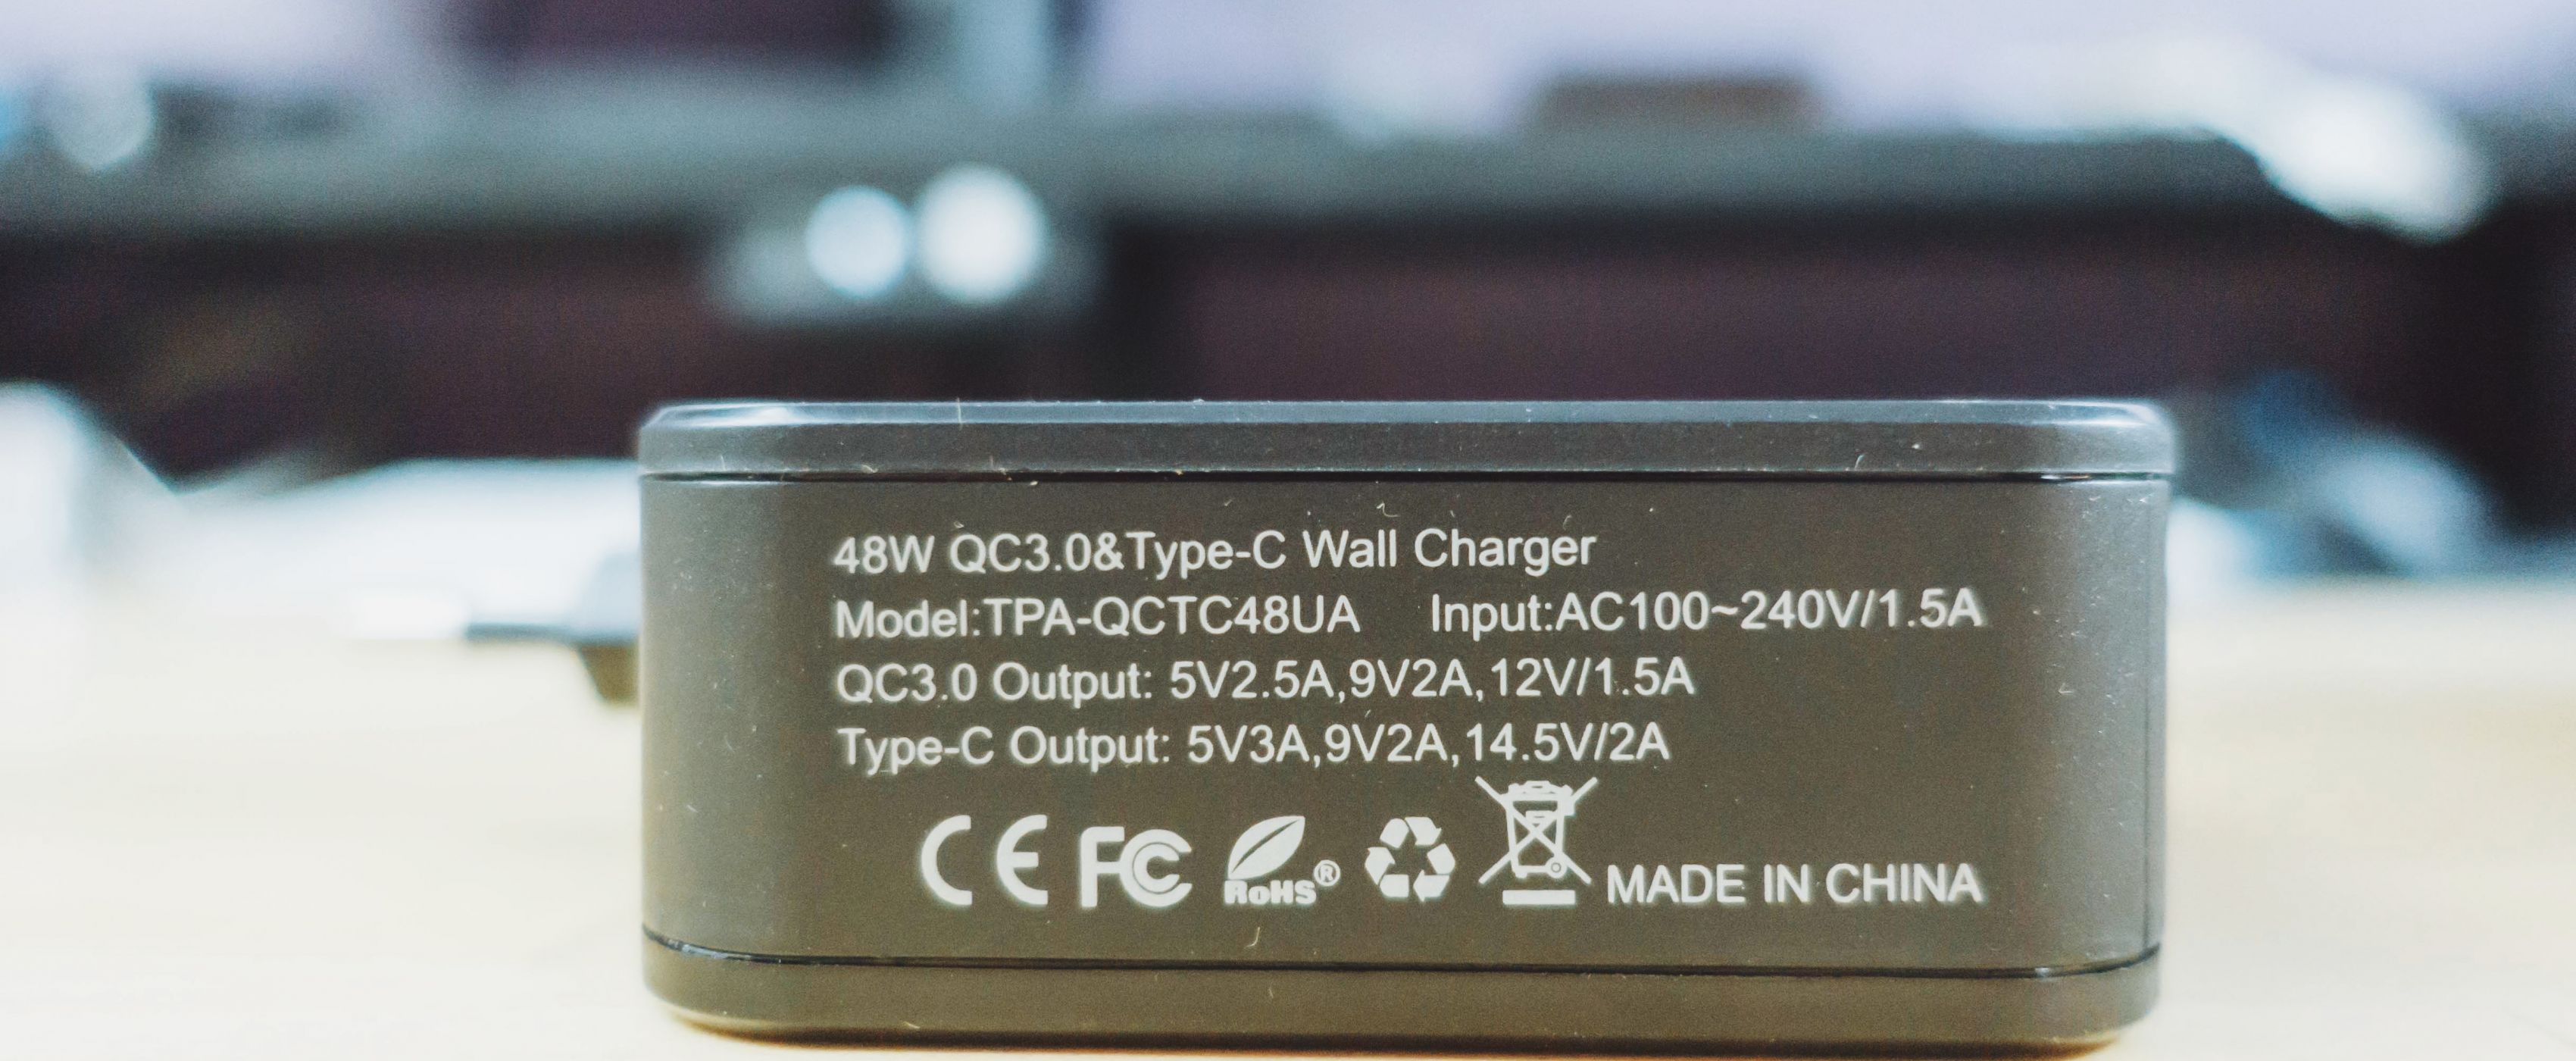 48W QC3.0&Type-C Wall Charger
Model:TPA-QCTC48UA Input:AC100~240V/1.5A
QC3.0 Output: 5V2.5A,9V2A,12V/1.5A
Type-C Output: 5V3A,9V2A,14.5V/2A
CE FC RoHS® MADE IN CHINA